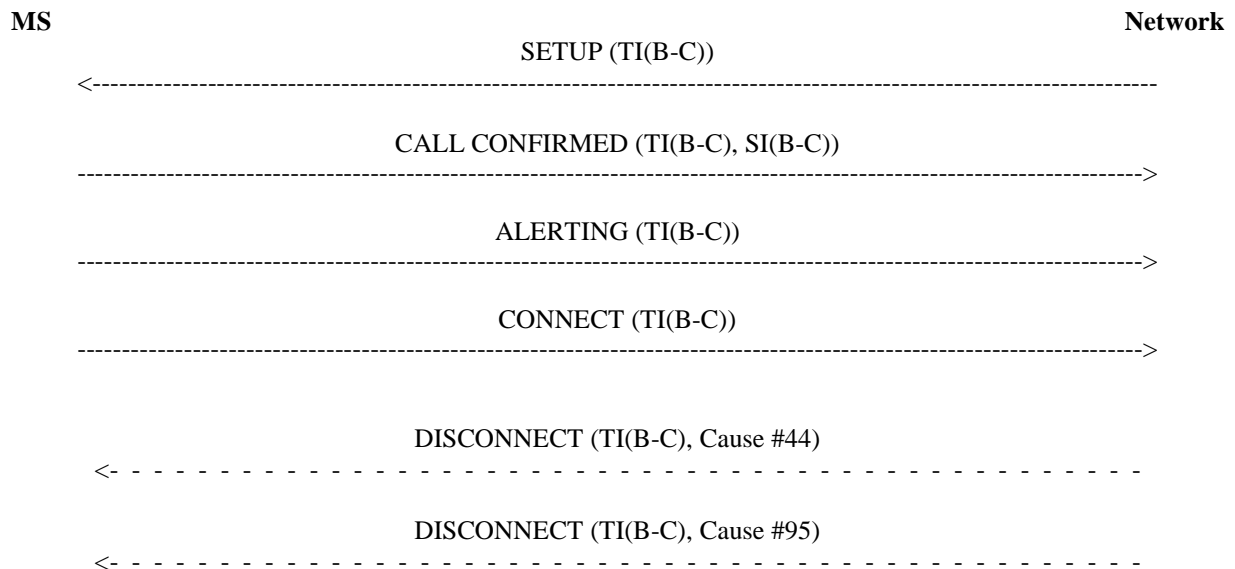 MS Network
SETUP (TI(B-C))
CALL CONFIRMED (TI(B-C), SI(B-C))
ALERTING (TI(B-C))
CONNECT (TI(B-C))
DISCONNECT (TI(B-C), Cause #44)
DISCONNECT (TI(B-C), Cause #95)